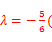 λ = −5/6 (